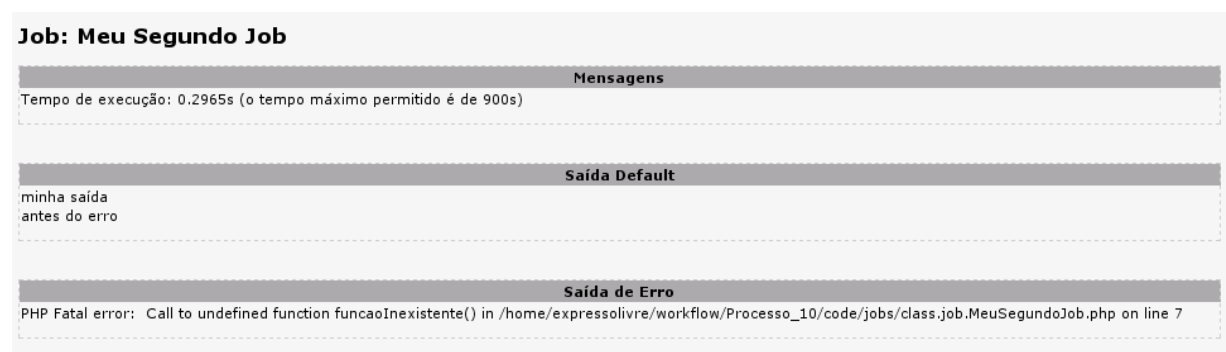 Job: Meu Segundo Job
Mensagens
Tempo de execução: 0.2965s (o tempo máximo permitido é de 900s)
Saída Default
minha saída
antes do erro
Saída de Erro
PHP Fatal error:  Call to undefined function funcaoInexistente() in /home/expressolivre/workflow/Processo_10/code/jobs/class.job.MeuSegundoJob.php on line 7